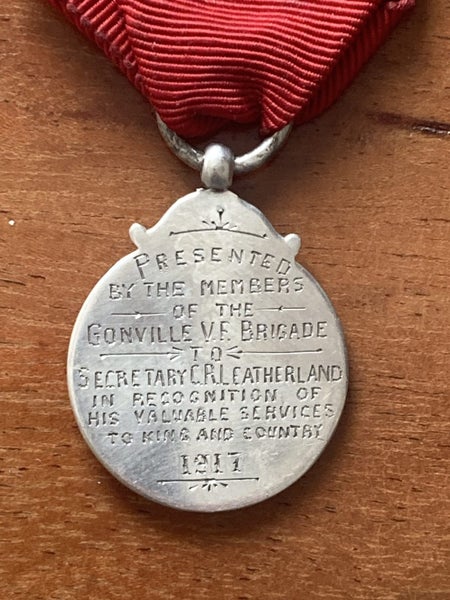 PRESENTED
BY THE MEMBERS
OF THE
GONVILLE V.F. BRIGADE
TO
SECRETARY C.R. LEATHERLAND
IN RECOGNITION OF
HIS VALUABLE SERVICES
TO KING AND COUNTRY
1917